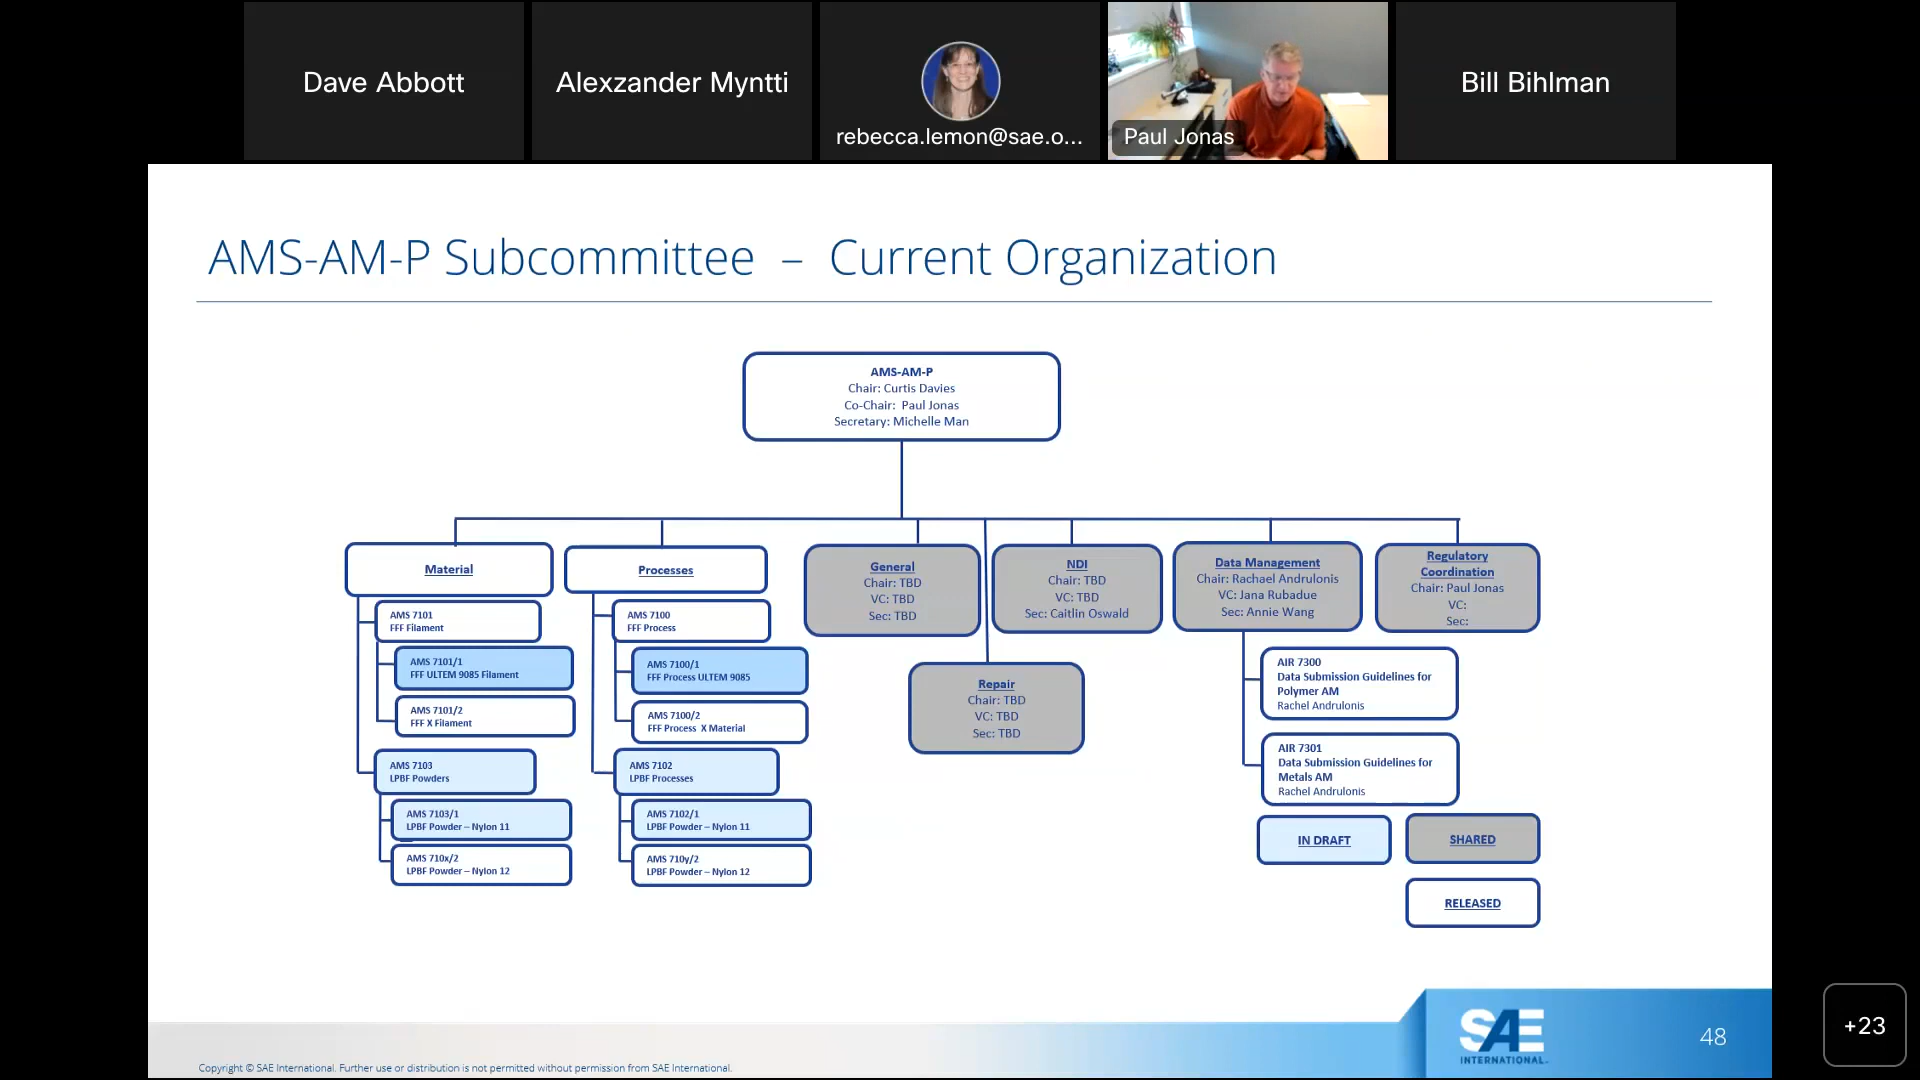 Dave Abbott
Alexzander Myntti
rebecca.lemon@sae.o...
Paul Jonas
Bill Bihlman
AMS-AM-P Subcommittee – Current Organization
AMS-AM-P
Chair: Curtis Davies
Co-Chair: Paul Jonas
Secretary: Michelle Man
Material
AMS 7101
FFF Filament
AMS 7101/1
FFF ULTEM 9085 Filament
AMS 7101/2
FFF X Filament
AMS 7103
LPBF Powders
AMS 7103/1
LPBF Powder – Nylon 11
AMS 710x/2
LPBF Powder – Nylon 12
Processes
AMS 7100
FFF Process
AMS 7100/1
FFF Process ULTEM 9085
AMS 7100/2
FFF Process X Material
AMS 7102
LPBF Processes
AMS 7102/1
LPBF Powder – Nylon 11
AMS 710y/2
LPBF Powder – Nylon 12
General
Chair: TBD
VC: TBD
Sec: TBD
Repair
Chair: TBD
VC: TBD
Sec: TBD
NDI
Chair: TBD
VC: TBD
Sec: Caitlin Oswald
Data Management
Chair: Rachael Andrulonis
VC: Jana Rubadue
Sec: Annie Wang
AIR 7300
Data Submission Guidelines for
Polymer AM
Rachel Andrulonis
AIR 7301
Data Submission Guidelines for
Metals AM
Rachel Andrulonis
Regulatory
Coordination
Chair: Paul Jonas
VC:
Sec:
IN DRAFT
SHARED
RELEASED
SAE
INTERNATIONAL.
48
+23
Copyright © SAE International. Further use or distribution is not permitted without permission from SAE International.